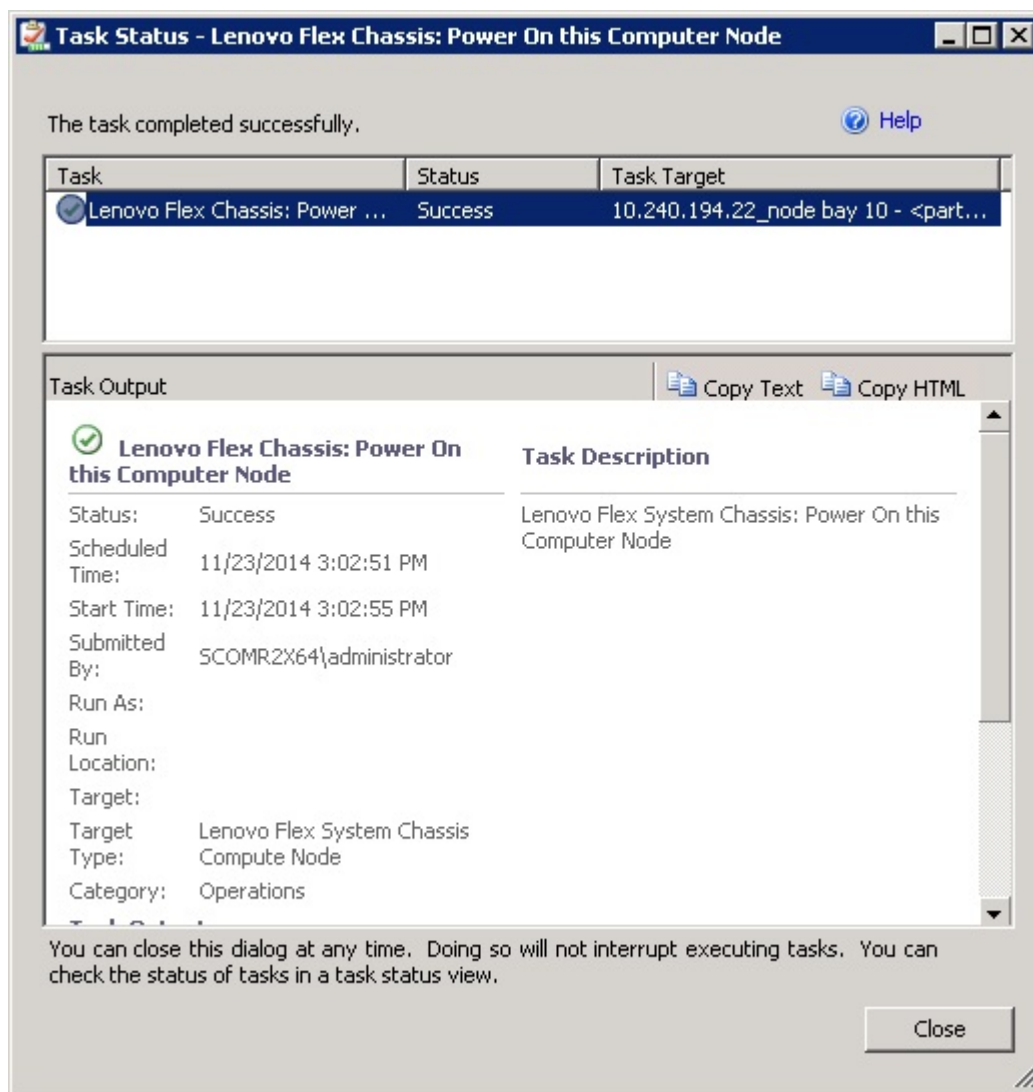 Task Status - Lenovo Flex Chassis: Power On this Computer Node
The task completed successfully.
Help
Task Status Task Target
Lenovo Flex Chassis: Power ... Success 10.240.194.22_node bay 10 - <part...
Task Output
Copy Text Copy HTML
Lenovo Flex Chassis: Power On
this Computer Node
Task Description
Lenovo Flex System Chassis: Power On this
Computer Node
Status: Success
Scheduled
Time: 11/23/2014 3:02:51 PM
Start Time: 11/23/2014 3:02:55 PM
Submitted
By: SCOMR2X64\administrator
Run As:
Run
Location:
Target:
Target Lenovo Flex System Chassis
Type: Compute Node
Category: Operations
You can close this dialog at any time. Doing so will not interrupt executing tasks. You can
check the status of tasks in a task status view.
Close